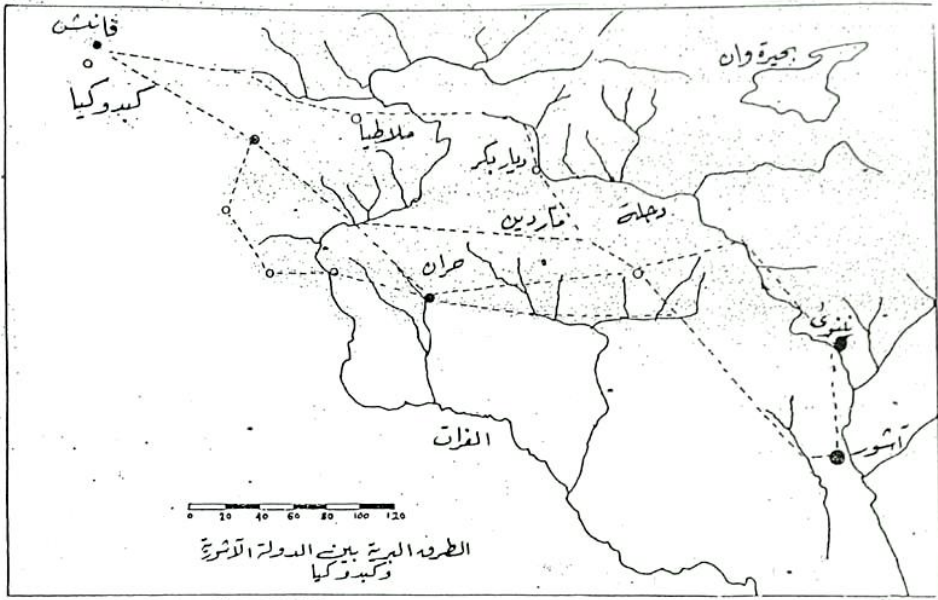 قانش
بحيرة وان
كبدوكيا
ملاطيا
ديار بكر
ماردين
دجلة
حران
نينوى
آشور
الفرات
0 20 40 60 80 100 120
الطرق البرية بين الدولة الآشورية
وكبدوكيا